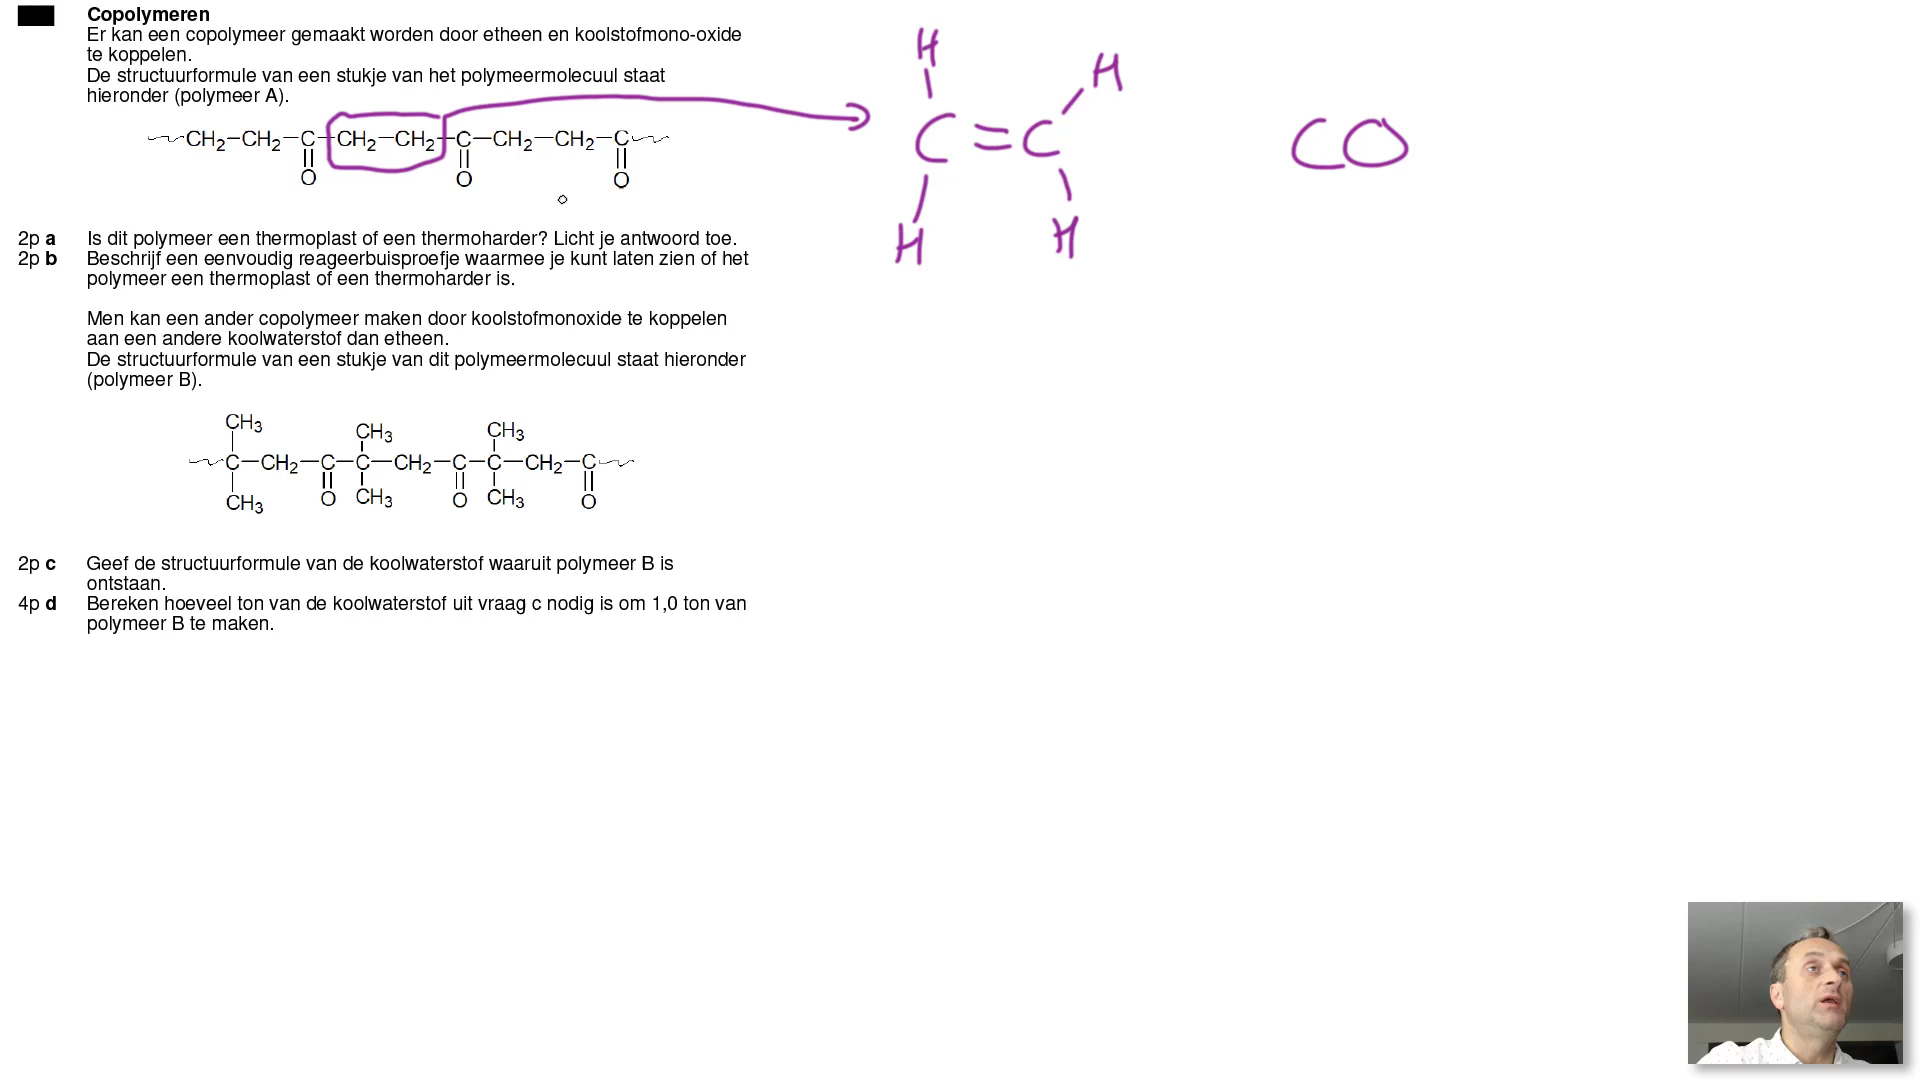 Copolymeren
Er kan een copolymeer gemaakt worden door etheen en koolstofmono-oxide
te koppelen.
De structuurformule van een stukje van het polymeermolecuul staat
hieronder (polymeer A).
CH2–CH2–C–CH2–CH2–C–CH2–CH2–C
O O O
H H
C=C CO
H H
2p a Is dit polymeer een thermoplast of een thermoharder? Licht je antwoord toe.
2p b Beschrijf een eenvoudig reageerbuisproefje waarmee je kunt laten zien of het
polymeer een thermoplast of een thermoharder is.
Men kan een ander copolymeer maken door koolstofmonoxide te koppelen
aan een andere koolwaterstof dan etheen.
De structuurformule van een stukje van dit polymeermolecuul staat hieronder
(polymeer B).
CH3 CH3 CH3
C–CH2–C–C–CH2–C–C–CH2–C
CH3 O CH3 O CH3 O
2p c Geef de structuurformule van de koolwaterstof waaruit polymeer B is
ontstaan.
4p d Bereken hoeveel ton van de koolwaterstof uit vraag c nodig is om 1,0 ton van
polymeer B te maken.